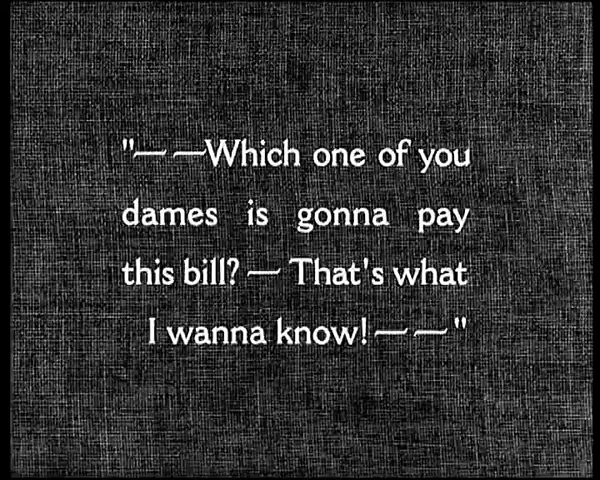 "— —Which one of you
dames is gonna pay
this bill? — That's what
I wanna know! — — "